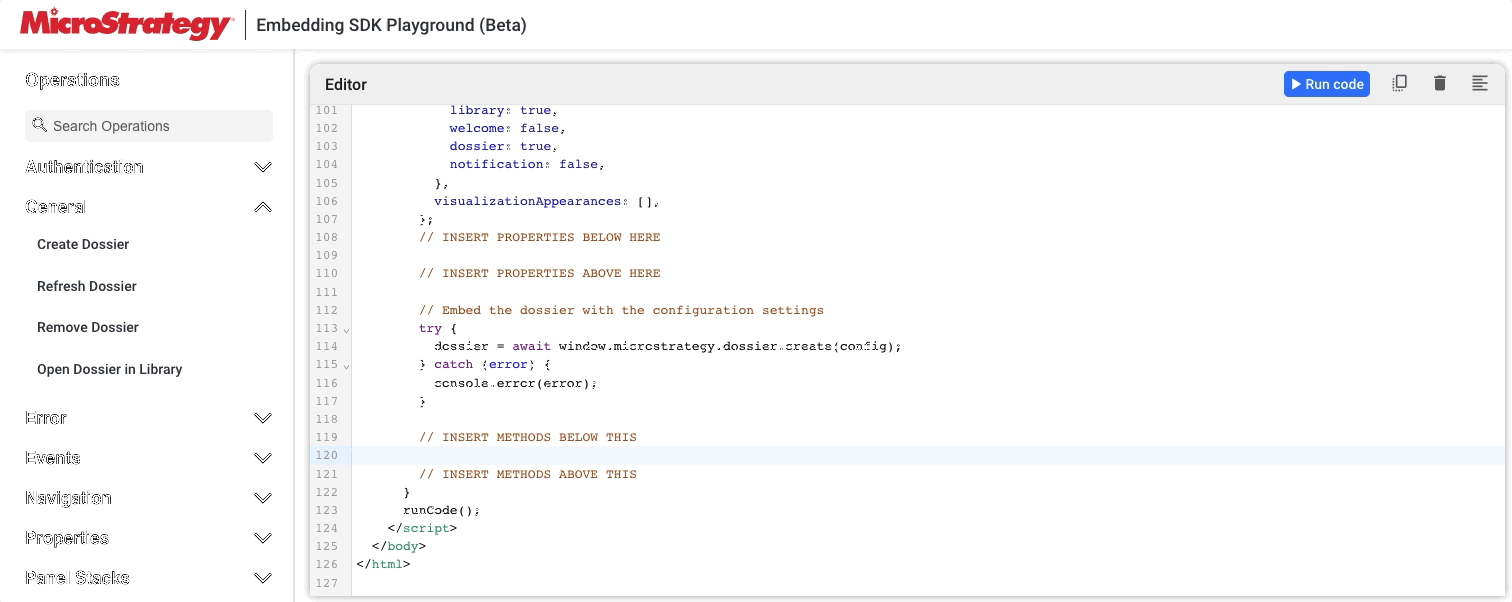 MicroStrategy Embedding SDK Playground (Beta)
Operations
Search Operations
Authentication
General
Create Dossier
Refresh Dossier
Remove Dossier
Open Dossier in Library
Error
Events
Navigation
Properties
Panel Stacks
Editor
Run code
101 library: true,
102 welcome: false,
103 dossier: true,
104 notification: false,
105 },
106 visualizationAppearances: [],
107 };
108 // INSERT PROPERTIES BELOW HERE
109
110 // INSERT PROPERTIES ABOVE HERE
111
112 // Embed the dossier with the configuration settings
113 try {
114 dossier = await window.microstrategy.dossier.create(config);
115 } catch (error) {
116 console.error(error);
117 }
118
119 // INSERT METHODS BELOW THIS
120
121 // INSERT METHODS ABOVE THIS
122 }
123 runCode();
124 </script>
125 </body>
126 </html>
127